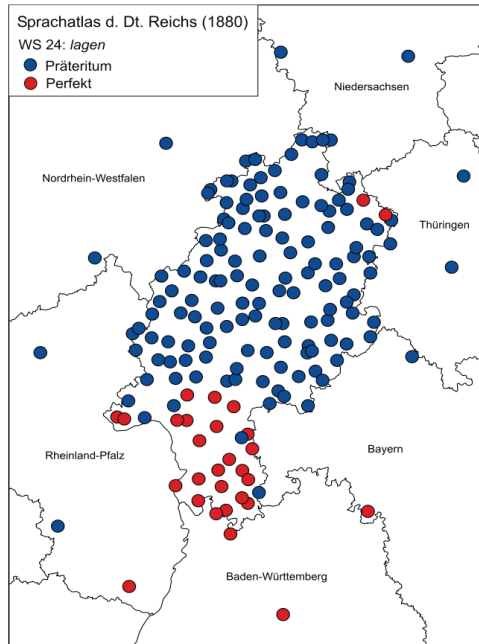 Sprachatlas d. Dt. Reichs (1880)
WS 24: lagen
Präteritum
Perfekt
Niedersachsen
Nordrhein-Westfalen
Thüringen
Rheinland-Pfalz
Bayern
Baden-Württemberg